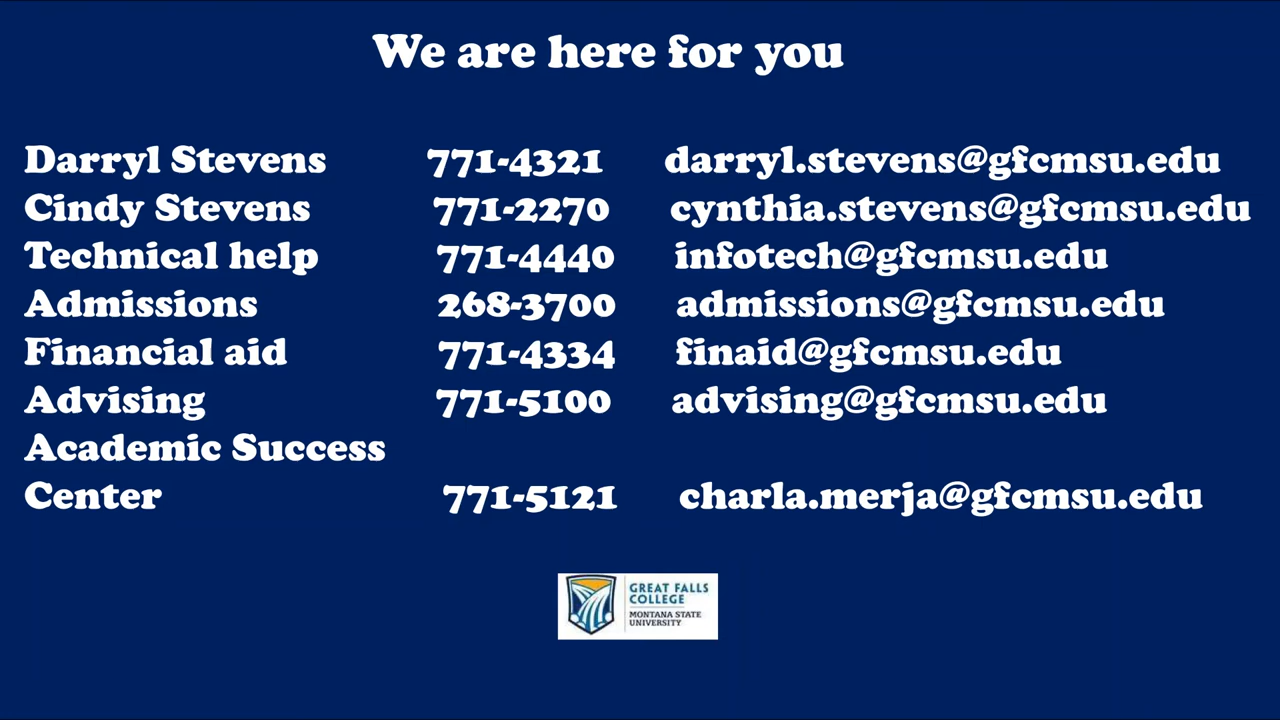 We are here for you
Darryl Stevens 771-4321 darryl.stevens@gfcmsu.edu
Cindy Stevens 771-2270 cynthia.stevens@gfcmsu.edu
Technical help 771-4440 infotech@gfcmsu.edu
Admissions 268-3700 admissions@gfcmsu.edu
Financial aid 771-4334 finaid@gfcmsu.edu
Advising 771-5100 advising@gfcmsu.edu
Academic Success
Center 771-5121 charla.merja@gfcmsu.edu
GREAT FALLS
COLLEGE
MONTANA STATE
UNIVERSITY